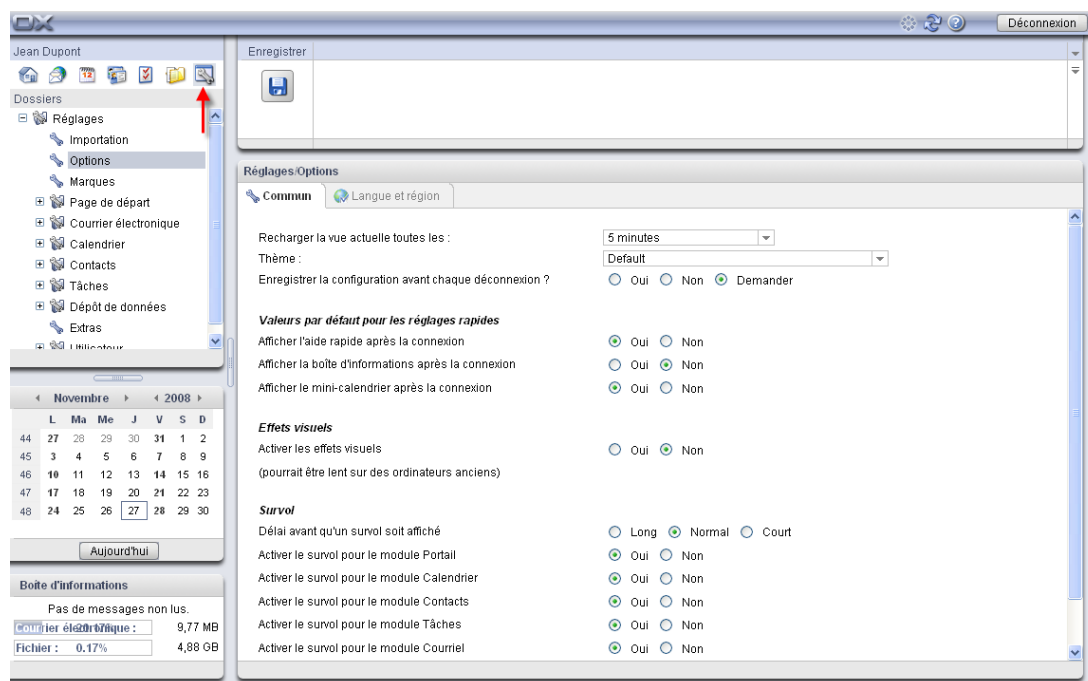 OX
Déconnexion
Jean Dupont
12
Dossiers
Réglages
Importation
Options
Marques
Page de départ
Courrier électronique
Calendrier
Contacts
Tâches
Dépôt de données
Extras
Utilisateur
Novembre 2008
L Ma Me J V S D
44 27 28 29 30 31 1 2
45 3 4 5 6 7 8 9
46 10 11 12 13 14 15 16
47 17 18 19 20 21 22 23
48 24 25 26 27 28 29 30
Aujourd'hui
Boîte d'informations
Pas de messages non lus.
Courrier électronique : 9,77 MB
Fichier : 0.17% 4,88 GB
Enregistrer
Réglages/Options
Commun Langue et région
Recharger la vue actuelle toutes les : 5 minutes
Thème : Default
Enregistrer la configuration avant chaque déconnexion ? Oui Non Demander
Valeurs par défaut pour les réglages rapides
Afficher l'aide rapide après la connexion Oui Non
Afficher la boîte d'informations après la connexion Oui Non
Afficher le mini-calendrier après la connexion Oui Non
Effets visuels
Activer les effets visuels Oui Non
(pourrait être lent sur des ordinateurs anciens)
Survol
Délai avant qu'un survol soit affiché Long Normal Court
Activer le survol pour le module Portail Oui Non
Activer le survol pour le module Calendrier Oui Non
Activer le survol pour le module Contacts Oui Non
Activer le survol pour le module Tâches Oui Non
Activer le survol pour le module Courriel Oui Non